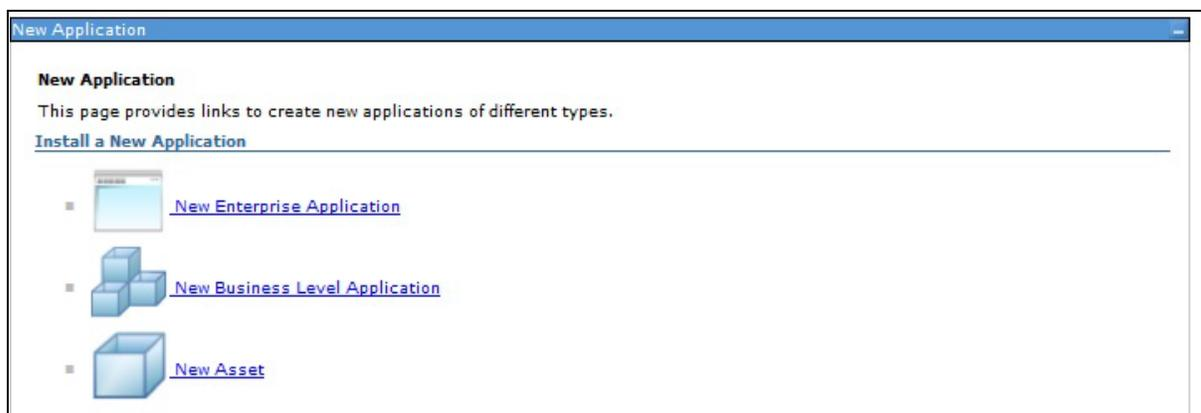 New Application
New Application
This page provides links to create new applications of different types.
Install a New Application
New Enterprise Application
New Business Level Application
New Asset